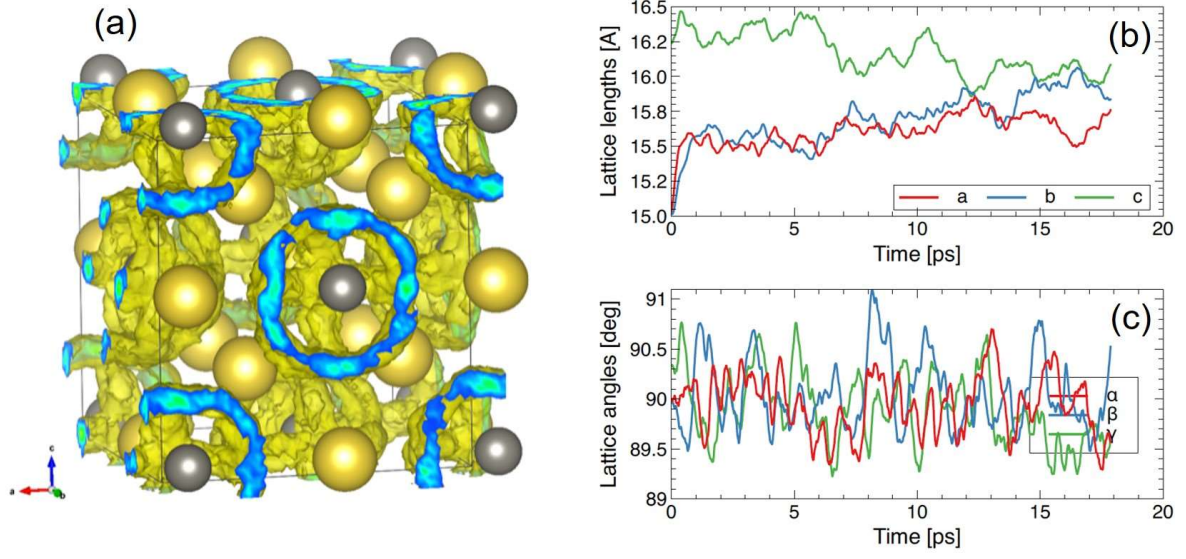 (a)
c
a
b
(b)
Lattice lengths [A]
16.5
16.2
16.0
15.8
15.5
15.2
15.0
a b c
0 5 10 15 20
Time [ps]
(c)
Lattice angles [deg]
91
90.5
90
89.5
89
α
β
γ
0 5 10 15 20
Time [ps]